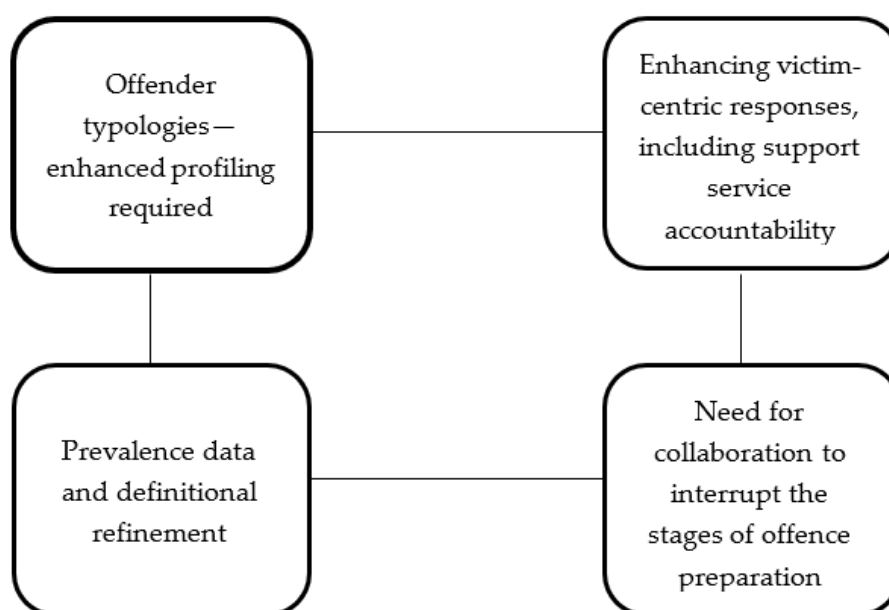 Offender
typologies—
enhanced profiling
required
Enhancing victim-
centric responses,
including support
service
accountability
Prevalence data
and definitional
refinement
Need for
collaboration to
interrupt the
stages of offence
preparation